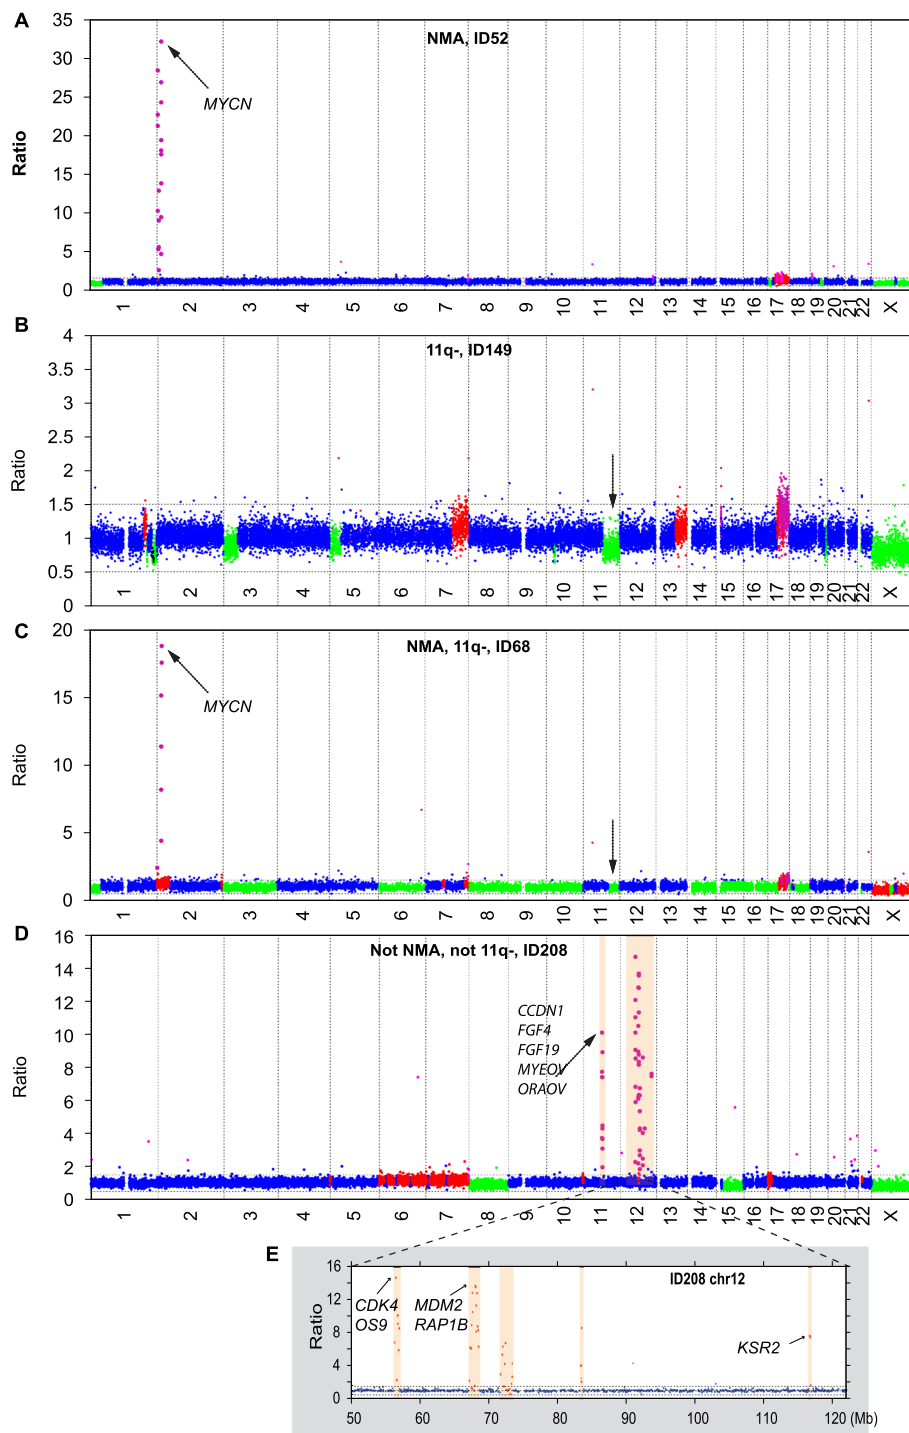 A
NMA, ID52
35
30
25
20
15
10
5
0
Ratio
MYCN
1 2 3 4 5 6 7 8 9 10 11 12 13 14 15 16 17 18 19 20 21 22 X
B
11q-, ID149
4
3.5
3
2.5
2
1.5
1
0.5
0
Ratio
1 2 3 4 5 6 7 8 9 10 11 12 13 14 15 16 17 18 19 20 21 22 X
C
NMA, 11q-, ID68
20
15
10
5
0
Ratio
MYCN
1 2 3 4 5 6 7 8 9 10 11 12 13 14 15 16 17 18 19 20 21 22 X
D
Not NMA, not 11q-, ID208
16
14
12
10
8
6
4
2
0
Ratio
CCDN1
FGF4
FGF19
MYEOV
ORAOV
1 2 3 4 5 6 7 8 9 10 11 12 13 14 15 16 17 18 19 20 21 22 X
E
ID208 chr12
16
12
8
4
0
Ratio
CDK4
OS9
MDM2
RAP1B
KSR2
50 60 70 80 90 100 110 120 (Mb)